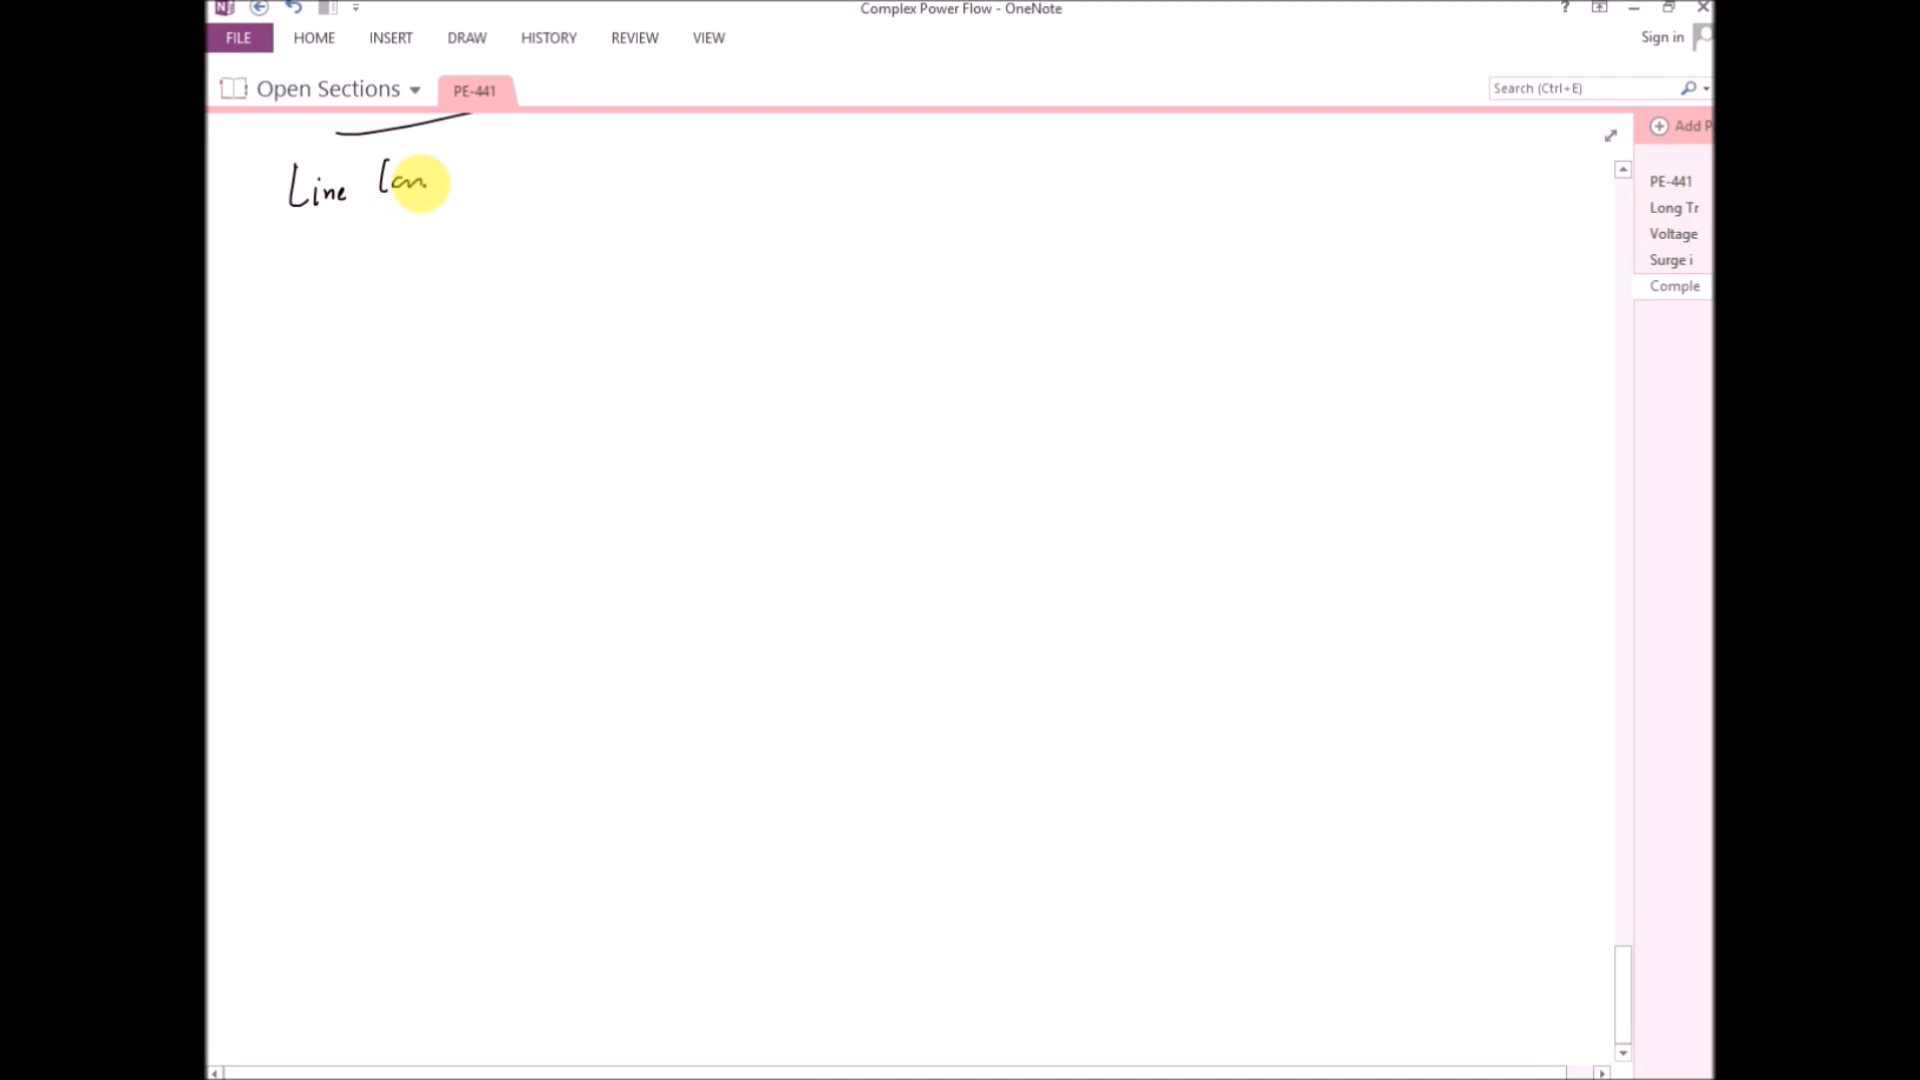 Complex Power Flow - OneNote
?
FILE HOME INSERT DRAW HISTORY REVIEW VIEW
Sign in
Open Sections PE-441
Search (Ctrl+E)
Add P
Line
PE-441
Long Tr
Voltage
Surge i
Comple